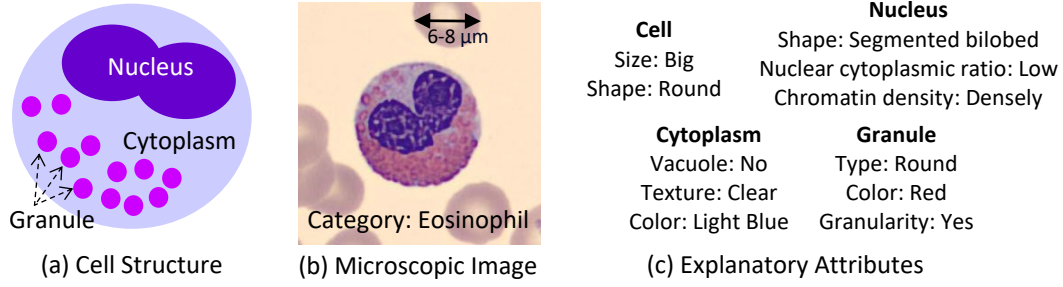 Nucleus
Cytoplasm
Granule
(a) Cell Structure
6-8 µm
Category: Eosinophil
(b) Microscopic Image
Cell
Size: Big
Shape: Round
Nucleus
Shape: Segmented bilobed
Nuclear cytoplasmic ratio: Low
Chromatin density: Densely
Cytoplasm
Vacuole: No
Texture: Clear
Color: Light Blue
Granule
Type: Round
Color: Red
Granularity: Yes
(c) Explanatory Attributes